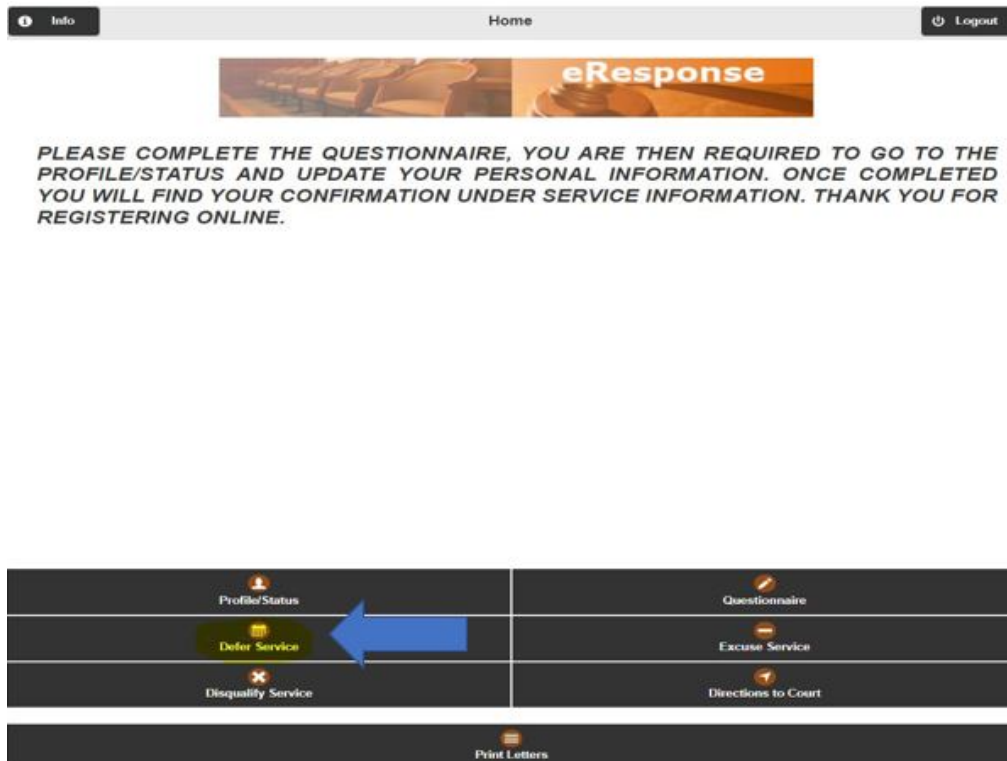 Info
Home
Logout
eResponse
PLEASE COMPLETE THE QUESTIONNAIRE, YOU ARE THEN REQUIRED TO GO TO THE
PROFILE/STATUS AND UPDATE YOUR PERSONAL INFORMATION. ONCE COMPLETED
YOU WILL FIND YOUR CONFIRMATION UNDER SERVICE INFORMATION. THANK YOU FOR
REGISTERING ONLINE.
Profile/Status
Questionnaire
Defer Service
Excuse Service
Disqualify Service
Directions to Court
Print Letters